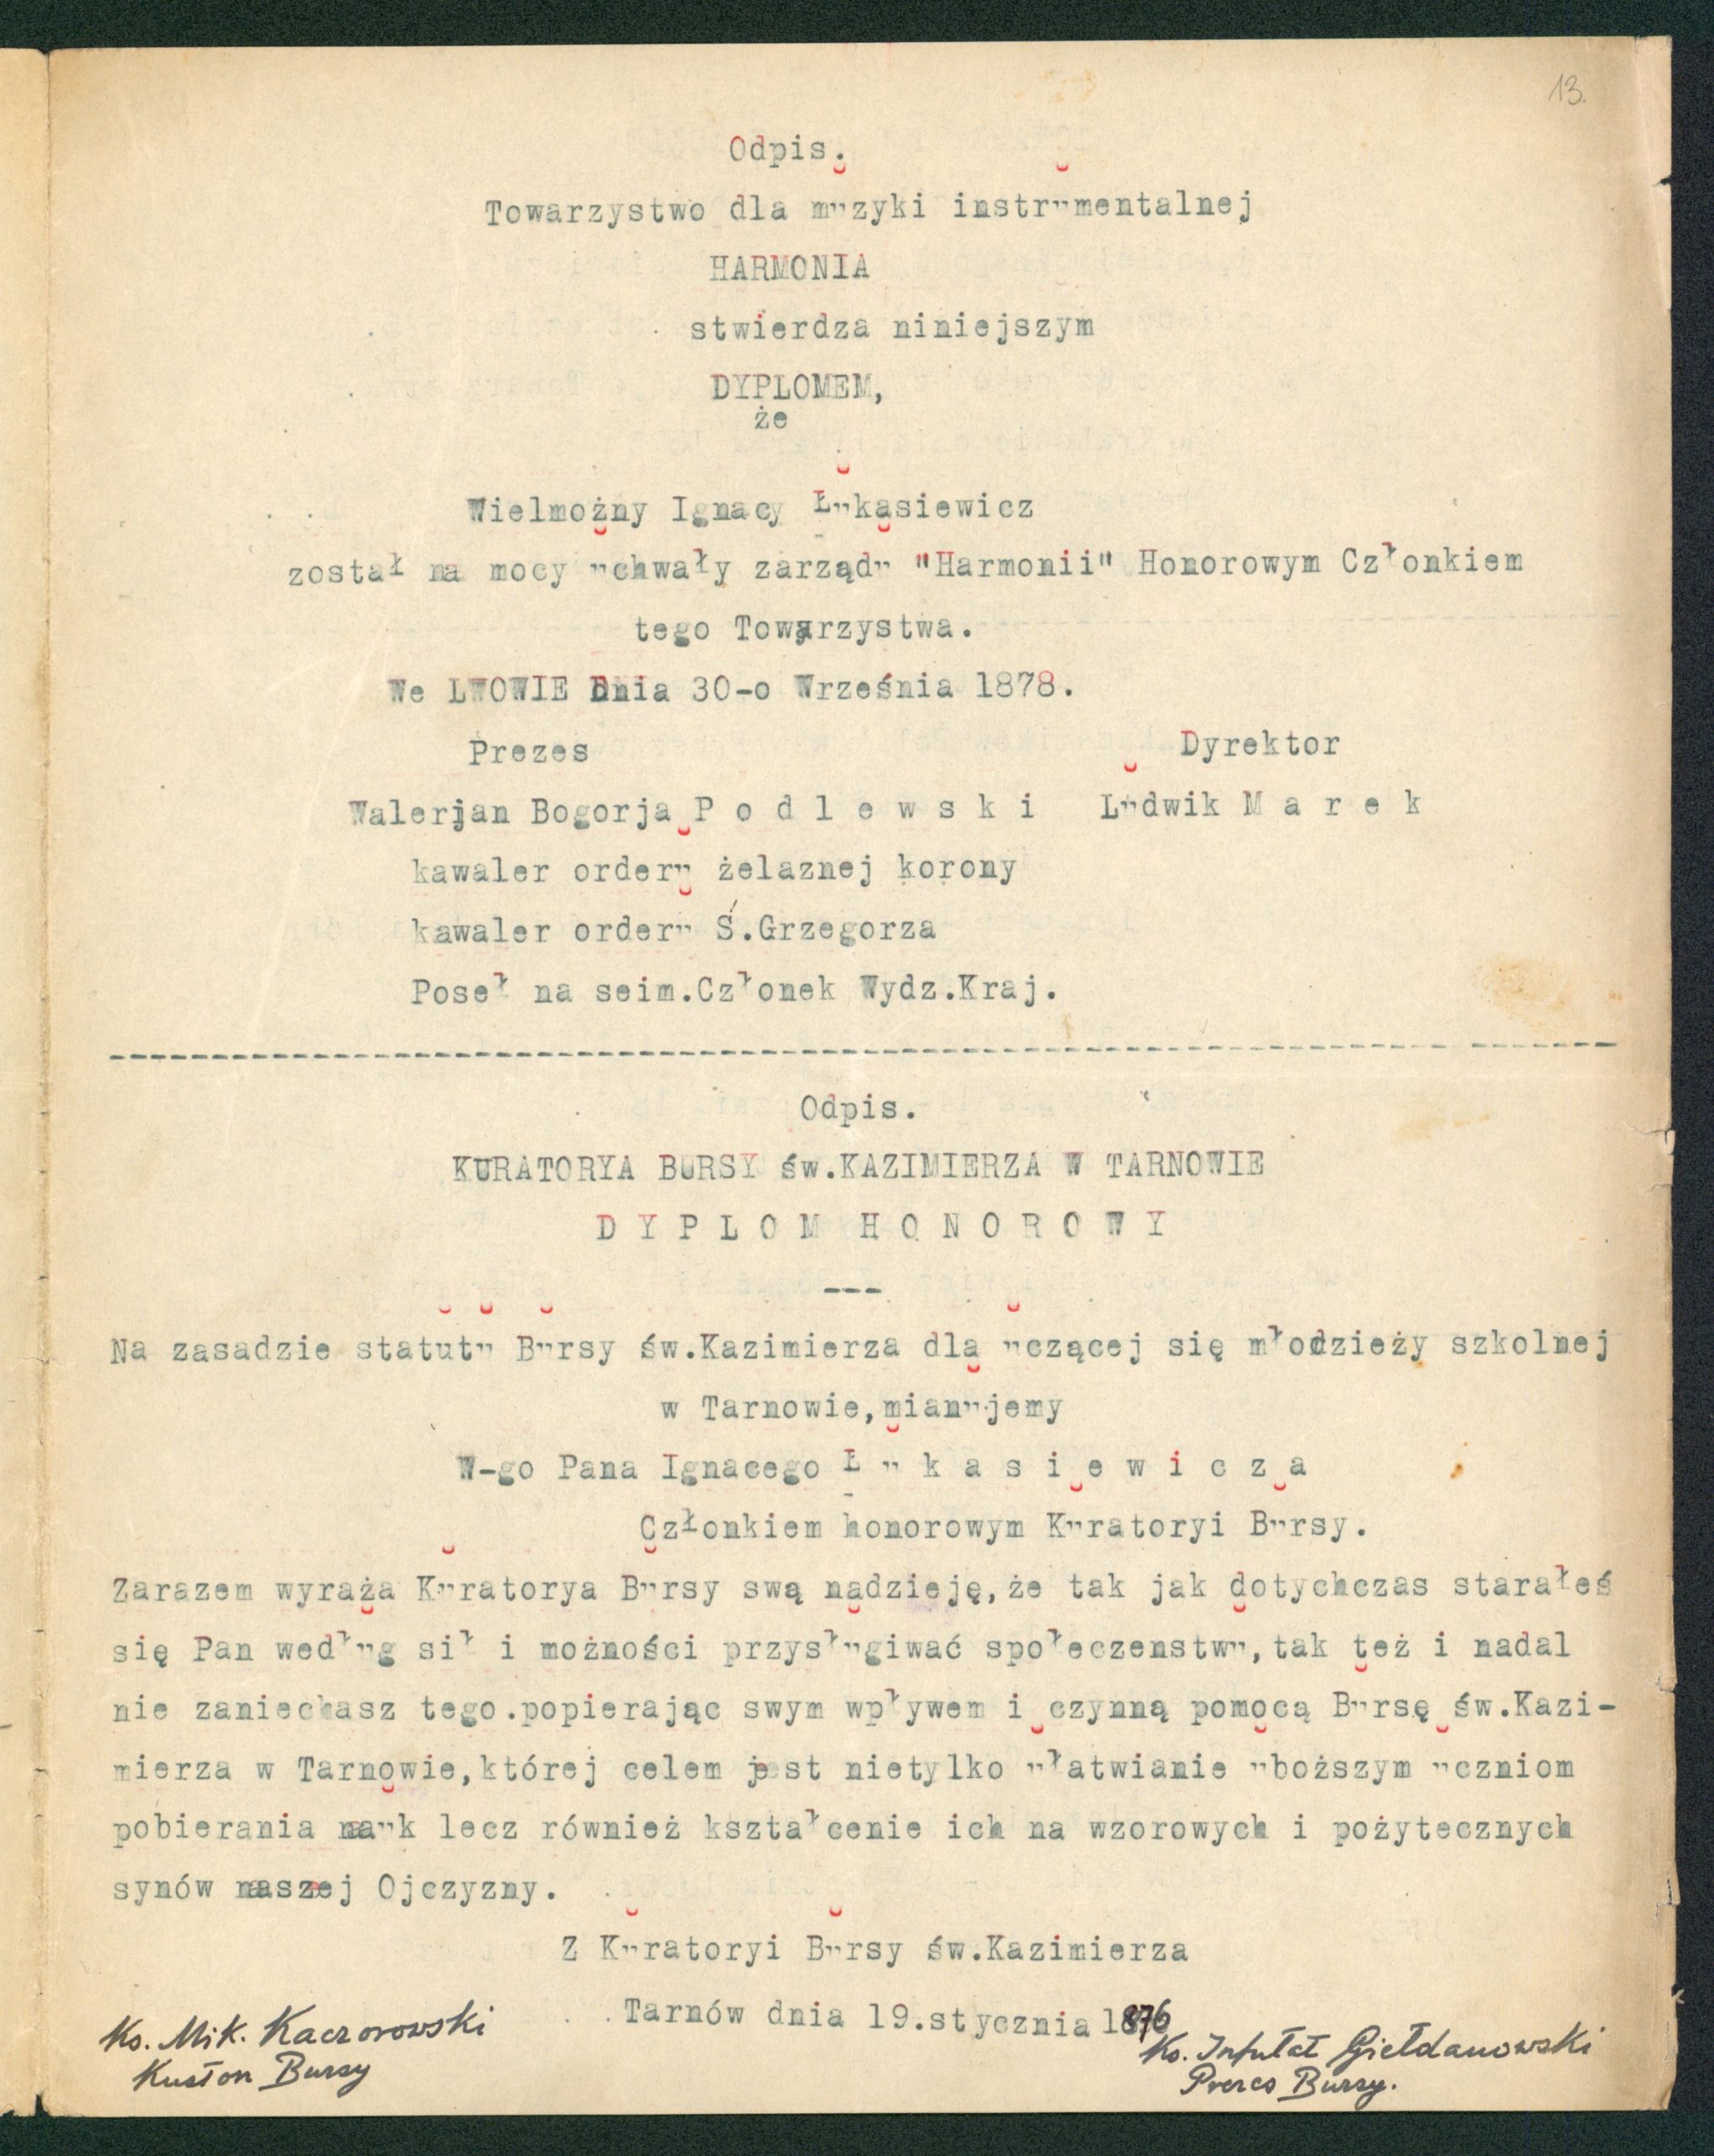 13.
Odpis.
Towarzystwo dla muzyki instrumentalnej
HARMONIA
stwierdza niniejszym
DYPLOMEM,
że
Wielmożny Ignacy Łukasiewicz
został na mocy uchwały zarządu "Harmonii" Honorowym Członkiem
tego Towarzystwa.
We LWOWIE Dnia 30-o Września 1878.
Prezes Dyrektor
Walerjan Bogorja P o d l e w s k i Ludwik M a r e k
kawaler orderu żelaznej korony
kawaler orderu Ś.Grzegorza
Poseł na seim.Członek Wydz.Kraj.
Odpis.
KURATORYA BURSY św.KAZIMIERZA W TARNOWIE
D Y P L O M H O N O R O W Y
---
Na zasadzie statutu Bursy św.Kazimierza dla uczącej się młodzieży szkolnej
w Tarnowie,mianujemy
W-go Pana Ignacego Ł u k a s i e w i c z a
Członkiem honorowym Kuratoryi Bursy.
Zarazem wyraża Kuratorya Bursy swą nadzieję,że tak jak dotychczas starałeś
się Pan według sił i możności przysługiwać społeczenstwu,tak też i nadal
nie zaniechasz tego.popierając swym wpływem i czynną pomocą Bursę św.Kazi-
mierza w Tarnowie,której celem jest nietylko ułatwianie uboższym uczniom
pobierania nauk lecz również kształcenie ich na wzorowych i pożytecznych
synów naszej Ojczyzny.
Z Kuratoryi Bursy św.Kazimierza
Tarnów dnia 19.stycznia 1876
Ks. Mik. Kaczorowski
Kuston Bursy
Ks. Infułat Giełdanowski
Prezes Bursy.